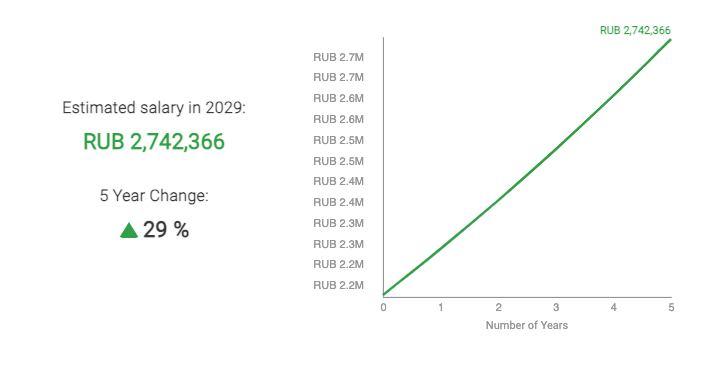 Estimated salary in 2029:
RUB 2,742,366
5 Year Change:
29 %
RUB 2,742,366
RUB 2.7M
RUB 2.7M
RUB 2.6M
RUB 2.6M
RUB 2.5M
RUB 2.5M
RUB 2.4M
RUB 2.4M
RUB 2.3M
RUB 2.3M
RUB 2.2M
RUB 2.2M
0 1 2 3 4 5
Number of Years